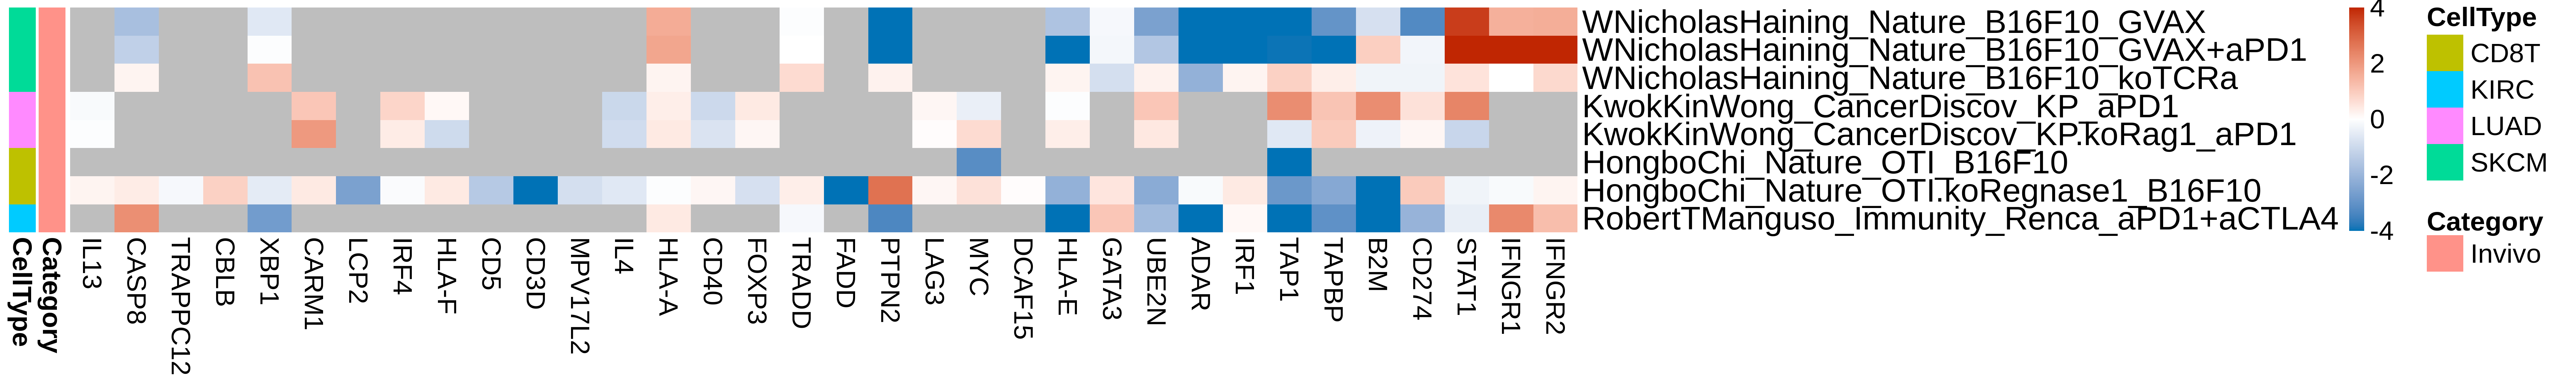 WNicholasHaining_Nature_B16F10_GVAX
WNicholasHaining_Nature_B16F10_GVAX+aPD1
WNicholasHaining_Nature_B16F10_koTCRa
KwokKinWong_CancerDiscov_KP_aPD1
KwokKinWong_CancerDiscov_KP.koRag1_aPD1
HongboChi_Nature_OTI_B16F10
HongboChi_Nature_OTI.koRegnase1_B16F10
RobertTManguso_Immunity_Renca_aPD1+aCTLA4
4
2
0
-2
-4
CellType
CD8T
KIRC
LUAD
SKCM
Category
Invivo
CellType
Category
IL13
CASP8
TRAPPC12
CBLB
XBP1
CARM1
LCP2
IRF4
HLA-F
CD5
CD3D
MPV17L2
IL4
HLA-A
CD40
FOXP3
TRADD
FADD
PTPN2
LAG3
MYC
DCAF15
HLA-E
GATA3
UBE2N
ADAR
IRF1
TAP1
TAPBP
B2M
CD274
STAT1
IFNGR1
IFNGR2